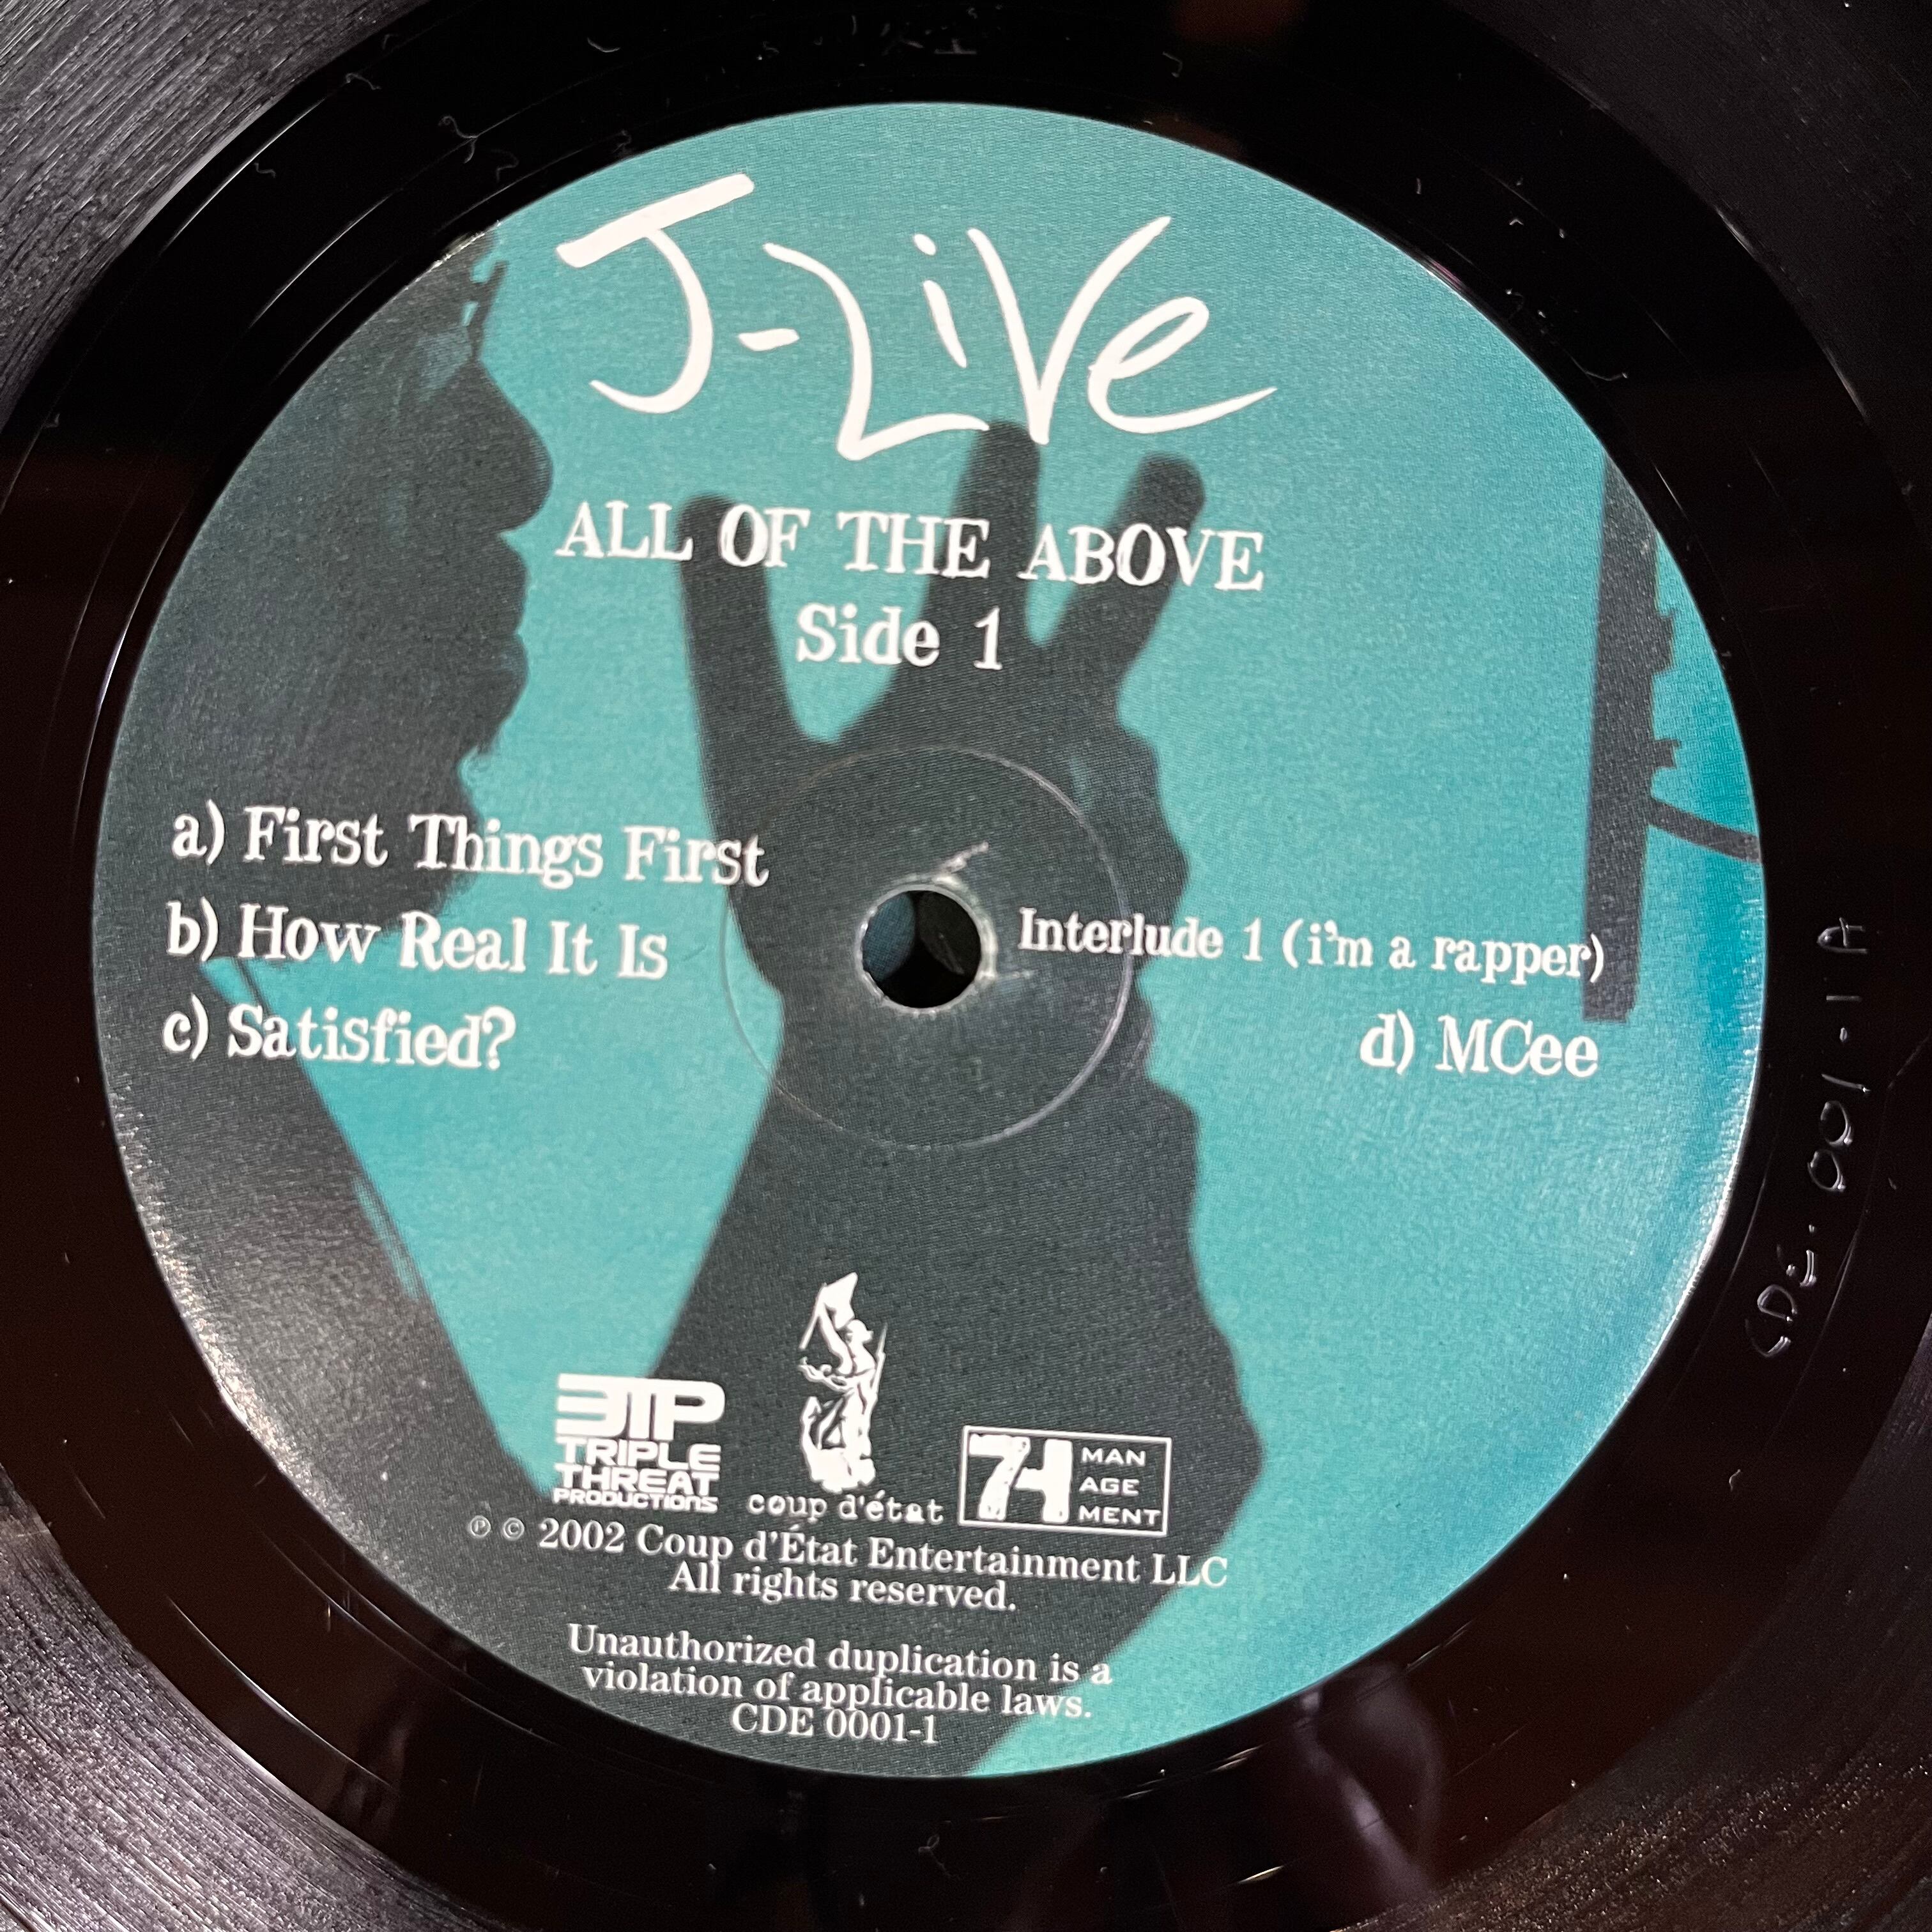 J-Live
ALL OF THE ABOVE
Side 1
a) First Things First
b) How Real It Is
c) Satisfied?
Interlude 1 (i'm a rapper)
d) MCee
3TP
TRIPLE
THREAT
PRODUCTIONS
coup d'état
7H
MAN
AGE
MENT
℗ © 2002 Coup d'État Entertainment LLC
All rights reserved.
Unauthorized duplication is a
violation of applicable laws.
CDE 0001-1
CDE·001-1A